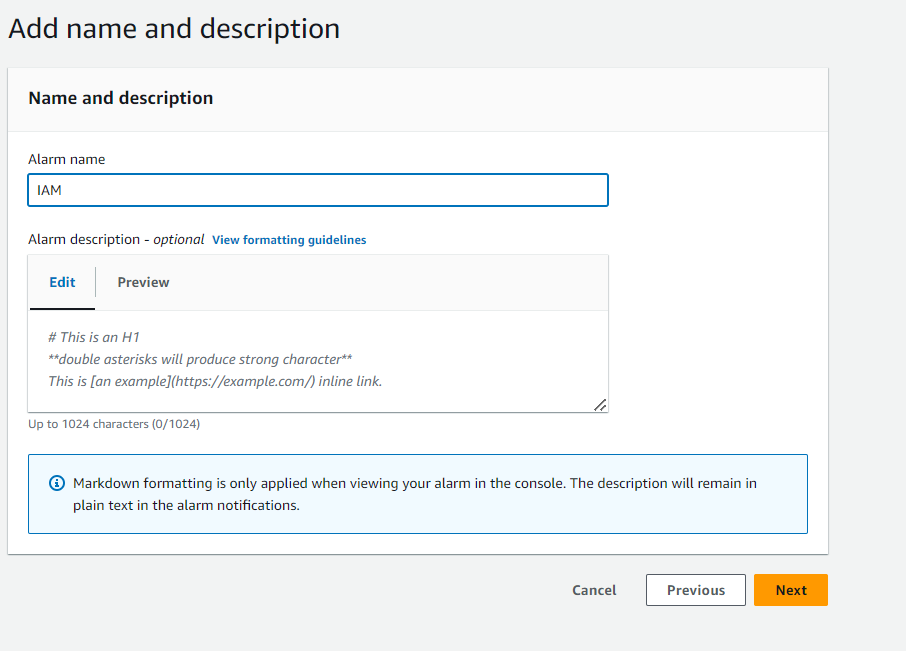 Add name and description
Name and description
Alarm name
IAM
Alarm description - optional View formatting guidelines
Edit Preview
# This is an H1
**double asterisks will produce strong character**
This is [an example](https://example.com/) inline link.
Up to 1024 characters (0/1024)
Markdown formatting is only applied when viewing your alarm in the console. The description will remain in
plain text in the alarm notifications.
Cancel Previous Next